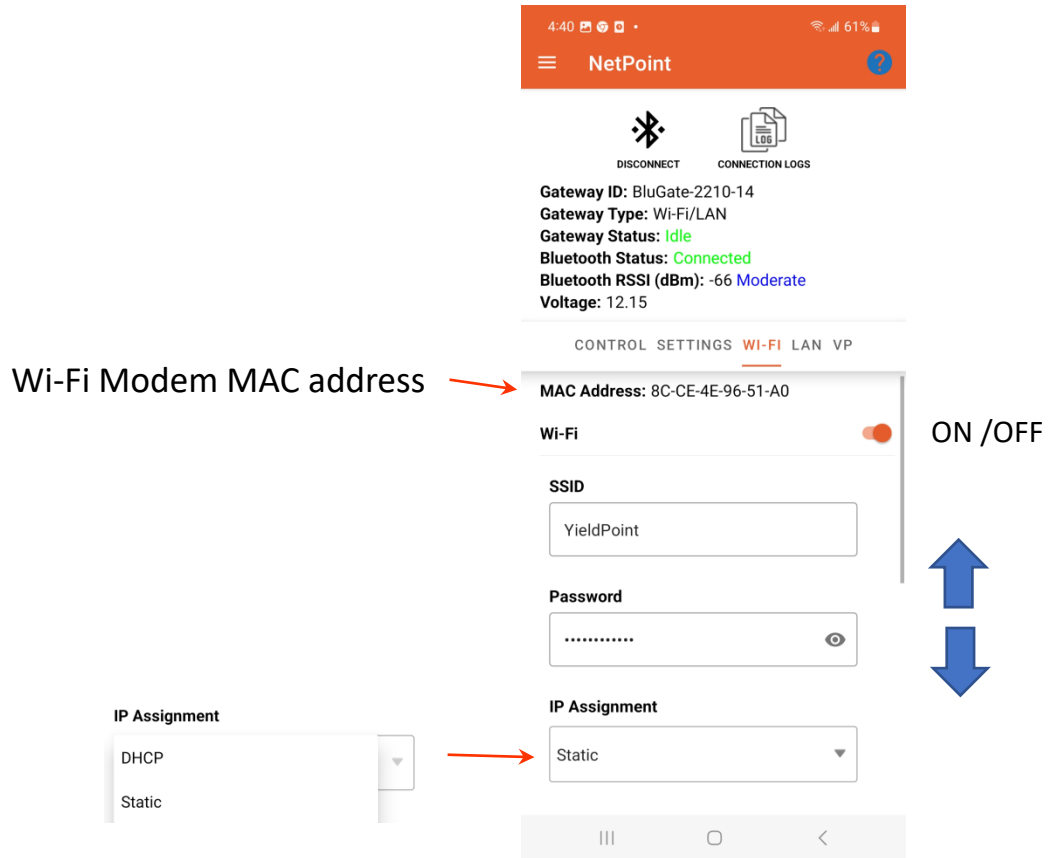 4:40 61%
NetPoint
?
LOG
DISCONNECT CONNECTION LOGS
Gateway ID: BluGate-2210-14
Gateway Type: Wi-Fi/LAN
Gateway Status: Idle
Bluetooth Status: Connected
Bluetooth RSSI (dBm): -66 Moderate
Voltage: 12.15
CONTROL SETTINGS WI-FI LAN VP
Wi-Fi Modem MAC address
MAC Address: 8C-CE-4E-96-51-A0
Wi-Fi
ON /OFF
SSID
YieldPoint
Password
••••••••••••
IP Assignment
Static
IP Assignment
DHCP
Static